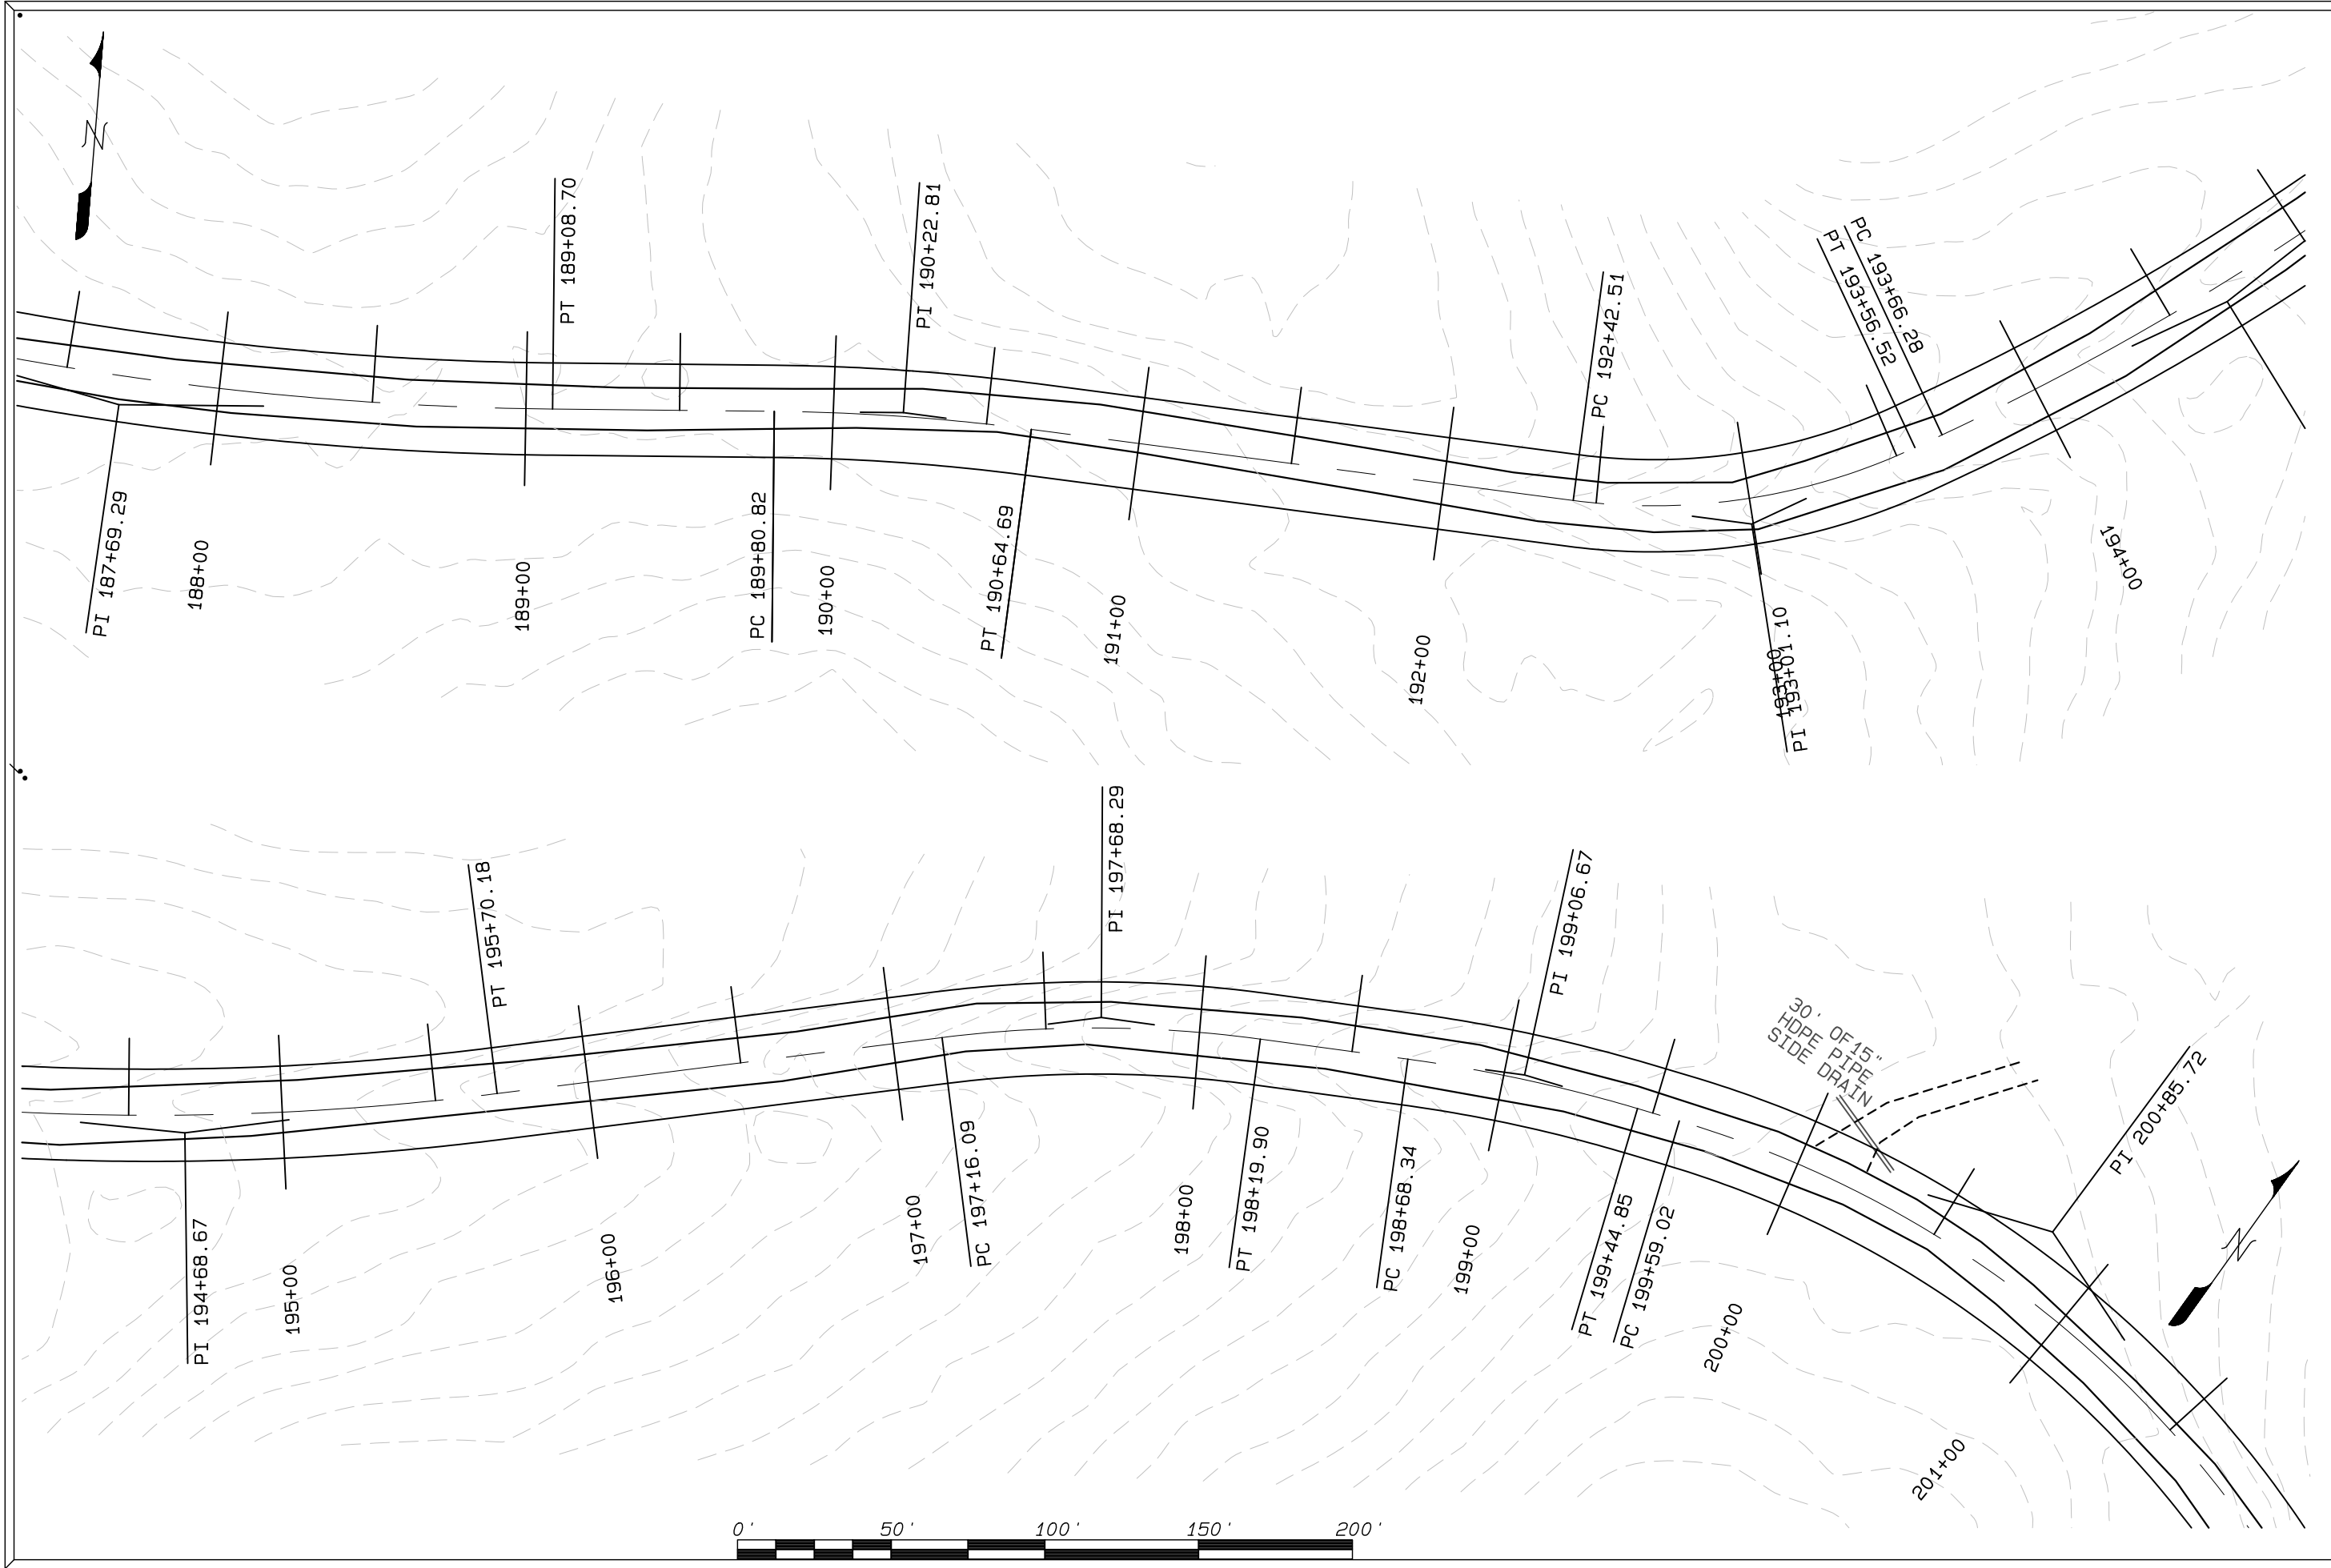 N
PT 189+08.70
PI 190+22.81
PC 192+42.51
PT 193+56.52
PC 193+66.28
PI 187+69.29
188+00
189+00
PC 189+80.82
190+00
PT 190+64.69
191+00
192+00
193+00
PI 193+01.10
194+00
PT 195+70.18
PI 197+68.29
PI 199+06.67
30' OF 15"
HDPE PIPE
SIDE DRAIN
PI 200+85.72
PI 194+68.67
195+00
196+00
197+00
PC 197+16.09
198+00
PT 198+19.90
PC 198+68.34
199+00
PT 199+44.85
PC 199+59.02
200+00
201+00
N
0' 50' 100' 150' 200'